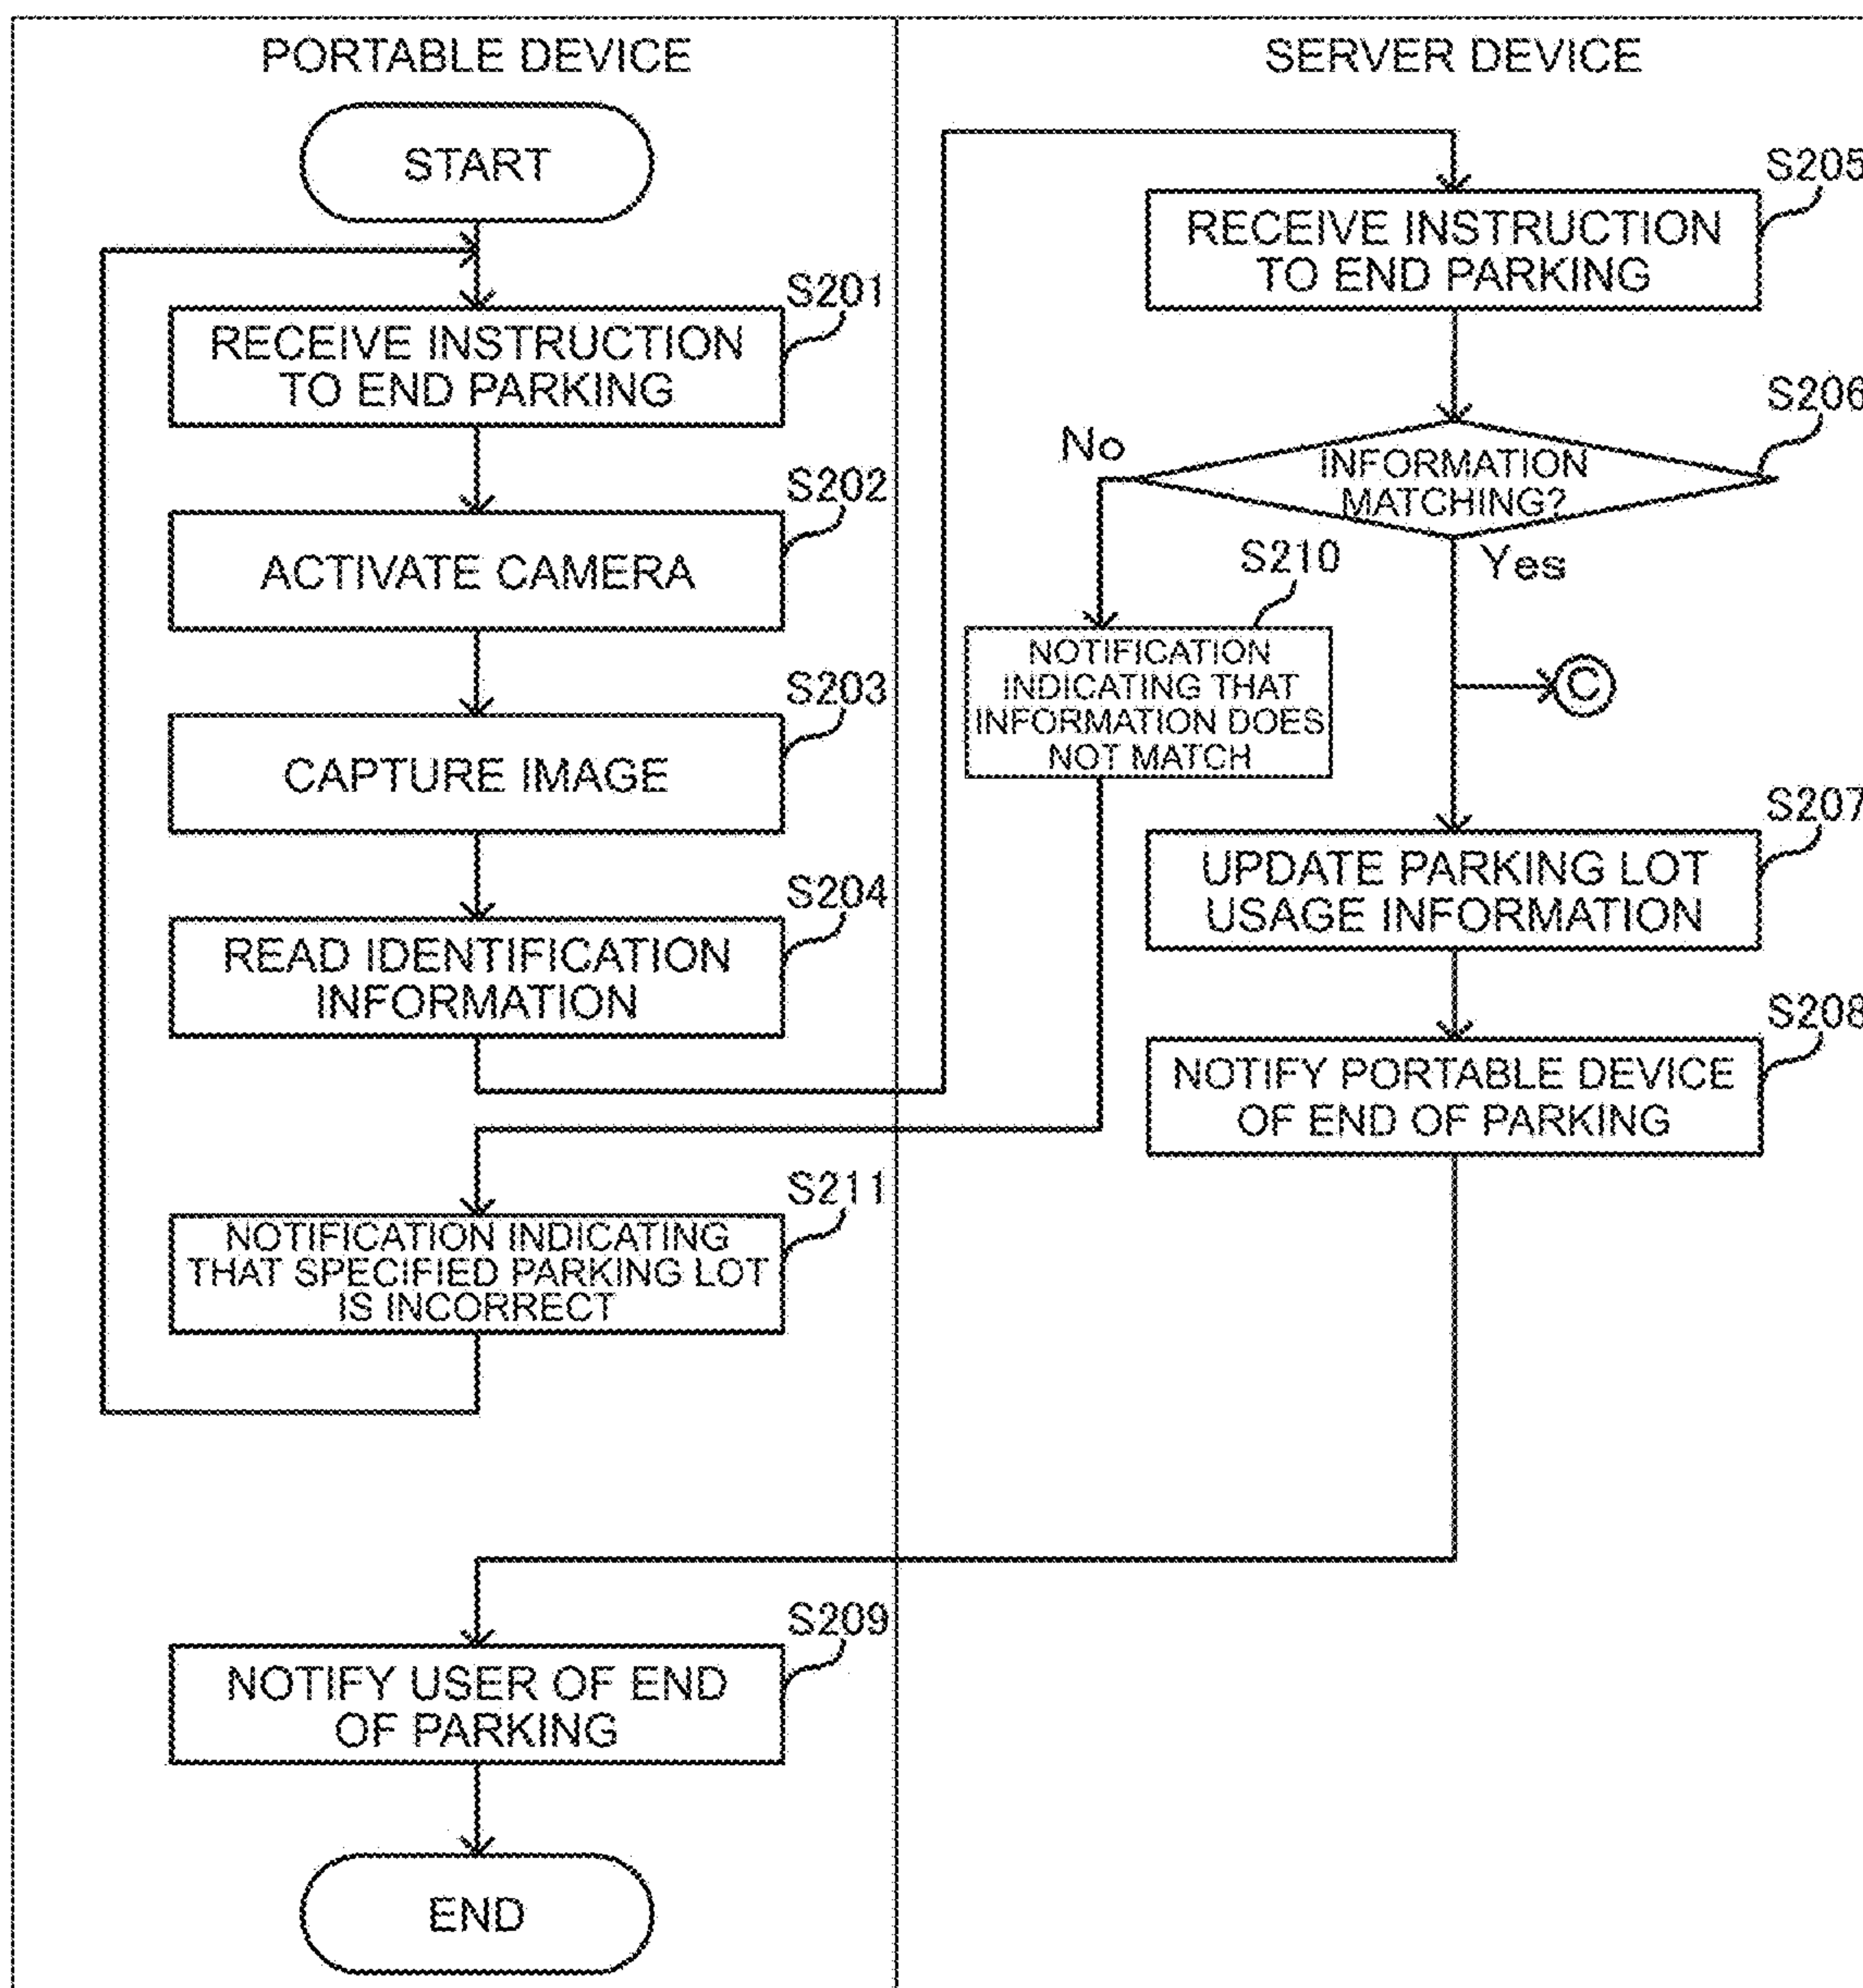 PORTABLE DEVICE
START
S201
RECEIVE INSTRUCTION
TO END PARKING
S202
ACTIVATE CAMERA
S203
CAPTURE IMAGE
S204
READ IDENTIFICATION
INFORMATION
S211
NOTIFICATION INDICATING
THAT SPECIFIED PARKING LOT
IS INCORRECT
S209
NOTIFY USER OF END
OF PARKING
END
SERVER DEVICE
S205
RECEIVE INSTRUCTION
TO END PARKING
S206
INFORMATION
MATCHING?
No
Yes
S210
NOTIFICATION
INDICATING THAT
INFORMATION DOES
NOT MATCH
C
S207
UPDATE PARKING LOT
USAGE INFORMATION
S208
NOTIFY PORTABLE DEVICE
OF END OF PARKING